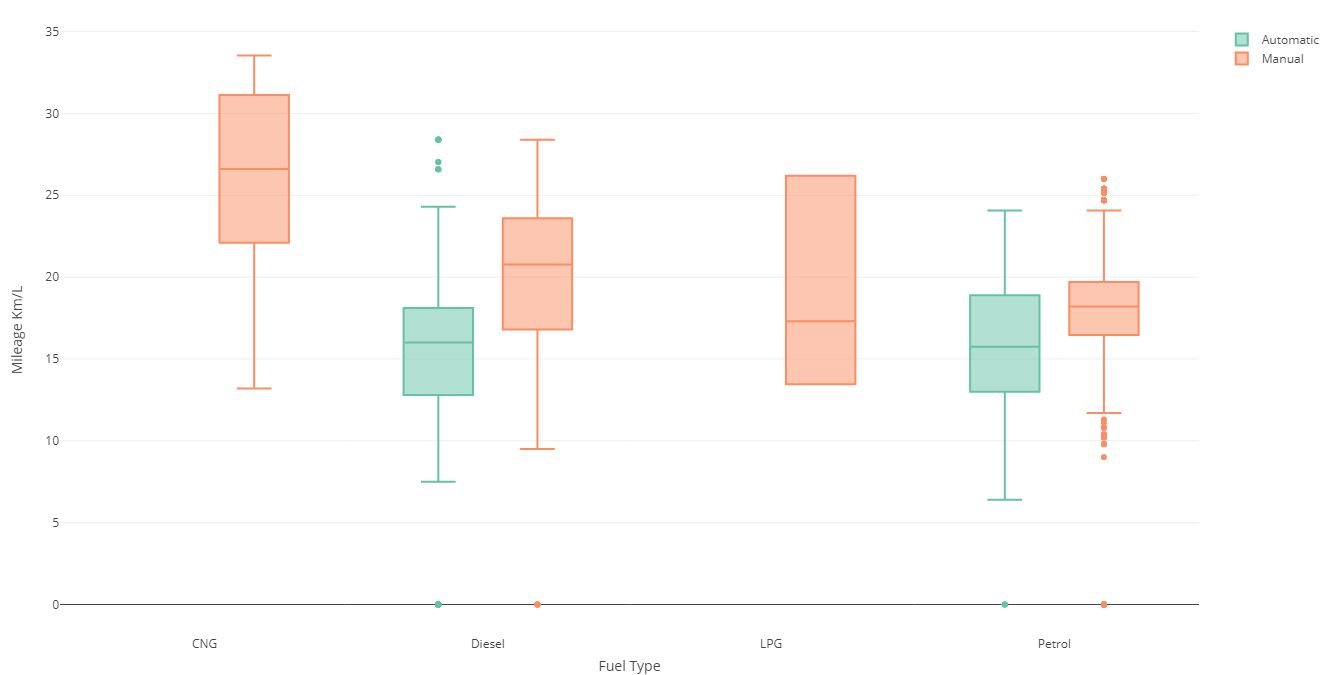 35
30
25
20
15
10
5
0
Mileage Km/L
CNG
Diesel
LPG
Petrol
Fuel Type
Automatic
Manual